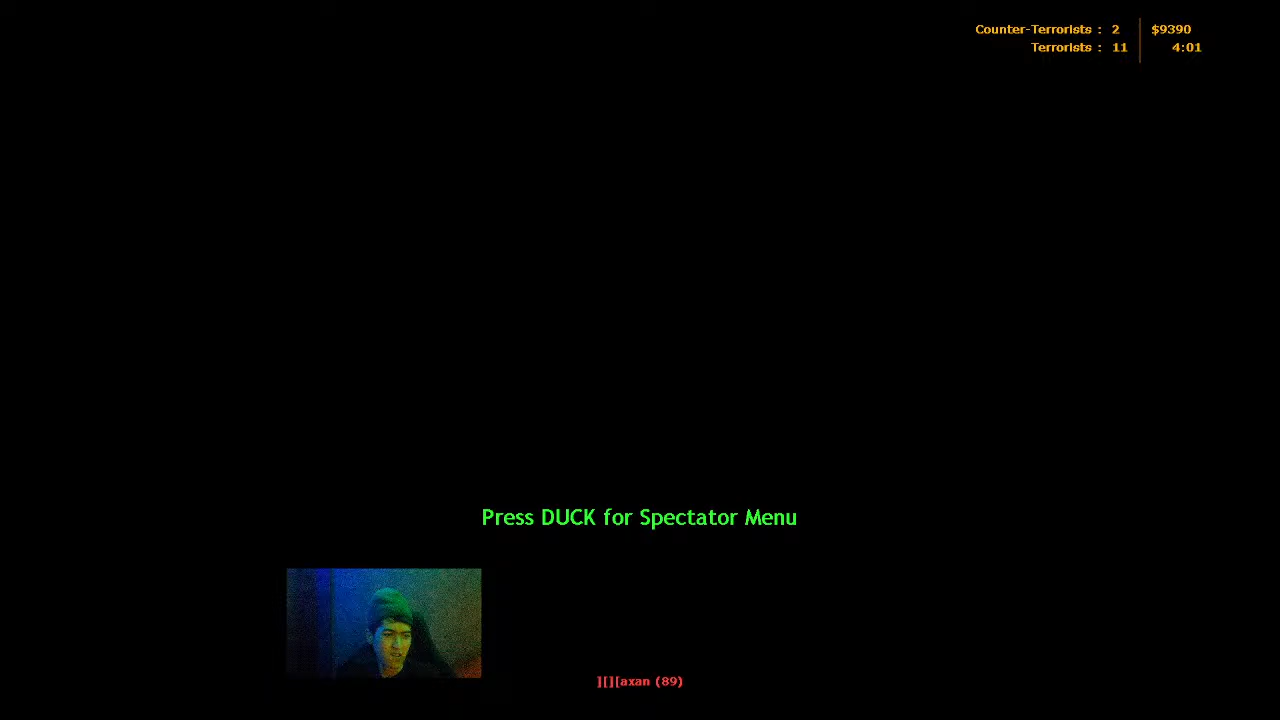 Counter-Terrorists : 2 $9390
Terrorists : 11 4:01
Press DUCK for Spectator Menu
][][axan (89)